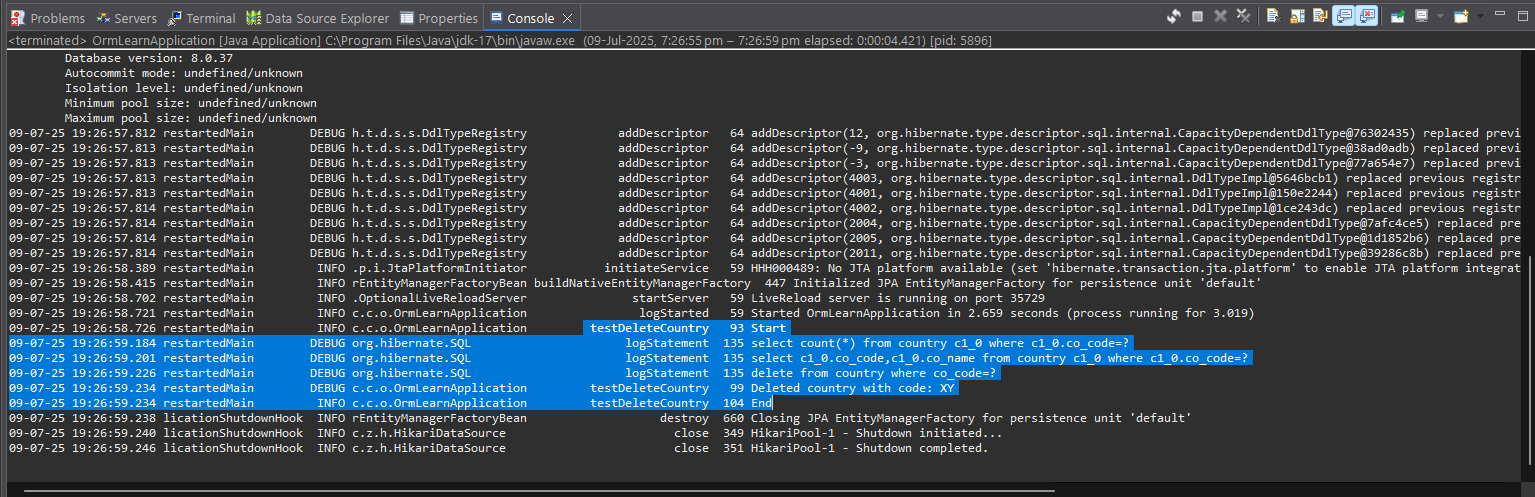 Problems Servers Terminal Data Source Explorer Properties Console
<terminated> OrmLearnApplication [Java Application] C:\Program Files\Java\jdk-17\bin\javaw.exe (09-Jul-2025, 7:26:55 pm – 7:26:59 pm elapsed: 0:00:04.421) [pid: 5896]
Database version: 8.0.37
Autocommit mode: undefined/unknown
Isolation level: undefined/unknown
Minimum pool size: undefined/unknown
Maximum pool size: undefined/unknown
09-07-25 19:26:57.812 restartedMain DEBUG h.t.d.s.s.DdlTypeRegistry addDescriptor 64 addDescriptor(12, org.hibernate.type.descriptor.sql.internal.CapacityDependentDdlType@76302435) replaced previ
09-07-25 19:26:57.813 restartedMain DEBUG h.t.d.s.s.DdlTypeRegistry addDescriptor 64 addDescriptor(-9, org.hibernate.type.descriptor.sql.internal.CapacityDependentDdlType@38ad0adb) replaced previ
09-07-25 19:26:57.813 restartedMain DEBUG h.t.d.s.s.DdlTypeRegistry addDescriptor 64 addDescriptor(-3, org.hibernate.type.descriptor.sql.internal.CapacityDependentDdlType@77a654e7) replaced previ
09-07-25 19:26:57.813 restartedMain DEBUG h.t.d.s.s.DdlTypeRegistry addDescriptor 64 addDescriptor(4003, org.hibernate.type.descriptor.sql.internal.DdlTypeImpl@5646bcb1) replaced previous registr
09-07-25 19:26:57.813 restartedMain DEBUG h.t.d.s.s.DdlTypeRegistry addDescriptor 64 addDescriptor(4001, org.hibernate.type.descriptor.sql.internal.DdlTypeImpl@150e2244) replaced previous registr
09-07-25 19:26:57.814 restartedMain DEBUG h.t.d.s.s.DdlTypeRegistry addDescriptor 64 addDescriptor(4002, org.hibernate.type.descriptor.sql.internal.DdlTypeImpl@1ce243dc) replaced previous registr
09-07-25 19:26:57.814 restartedMain DEBUG h.t.d.s.s.DdlTypeRegistry addDescriptor 64 addDescriptor(2004, org.hibernate.type.descriptor.sql.internal.CapacityDependentDdlType@7afc4ce5) replaced pre
09-07-25 19:26:57.814 restartedMain DEBUG h.t.d.s.s.DdlTypeRegistry addDescriptor 64 addDescriptor(2005, org.hibernate.type.descriptor.sql.internal.CapacityDependentDdlType@1d1852b6) replaced pre
09-07-25 19:26:57.814 restartedMain DEBUG h.t.d.s.s.DdlTypeRegistry addDescriptor 64 addDescriptor(2011, org.hibernate.type.descriptor.sql.internal.CapacityDependentDdlType@39286c8b) replaced pre
09-07-25 19:26:58.389 restartedMain INFO .p.i.JtaPlatformInitiator initiateService 59 HHH000489: No JTA platform available (set 'hibernate.transaction.jta.platform' to enable JTA platform integrat
09-07-25 19:26:58.415 restartedMain INFO rEntityManagerFactoryBean buildNativeEntityManagerFactory 447 Initialized JPA EntityManagerFactory for persistence unit 'default'
09-07-25 19:26:58.702 restartedMain INFO .OptionalLiveReloadServer startServer 59 LiveReload server is running on port 35729
09-07-25 19:26:58.721 restartedMain INFO c.c.o.OrmLearnApplication logStarted 59 Started OrmLearnApplication in 2.659 seconds (process running for 3.019)
09-07-25 19:26:58.726 restartedMain INFO c.c.o.OrmLearnApplication testDeleteCountry 93 Start
09-07-25 19:26:59.184 restartedMain DEBUG org.hibernate.SQL logStatement 135 select count(*) from country c1_0 where c1_0.co_code=?
09-07-25 19:26:59.201 restartedMain DEBUG org.hibernate.SQL logStatement 135 select c1_0.co_code,c1_0.co_name from country c1_0 where c1_0.co_code=?
09-07-25 19:26:59.226 restartedMain DEBUG org.hibernate.SQL logStatement 135 delete from country where co_code=?
09-07-25 19:26:59.234 restartedMain DEBUG c.c.o.OrmLearnApplication testDeleteCountry 99 Deleted country with code: XY
09-07-25 19:26:59.234 restartedMain INFO c.c.o.OrmLearnApplication testDeleteCountry 104 End
09-07-25 19:26:59.238 licationShutdownHook INFO rEntityManagerFactoryBean destroy 660 Closing JPA EntityManagerFactory for persistence unit 'default'
09-07-25 19:26:59.240 licationShutdownHook INFO c.z.h.HikariDataSource close 349 HikariPool-1 - Shutdown initiated...
09-07-25 19:26:59.246 licationShutdownHook INFO c.z.h.HikariDataSource close 351 HikariPool-1 - Shutdown completed.